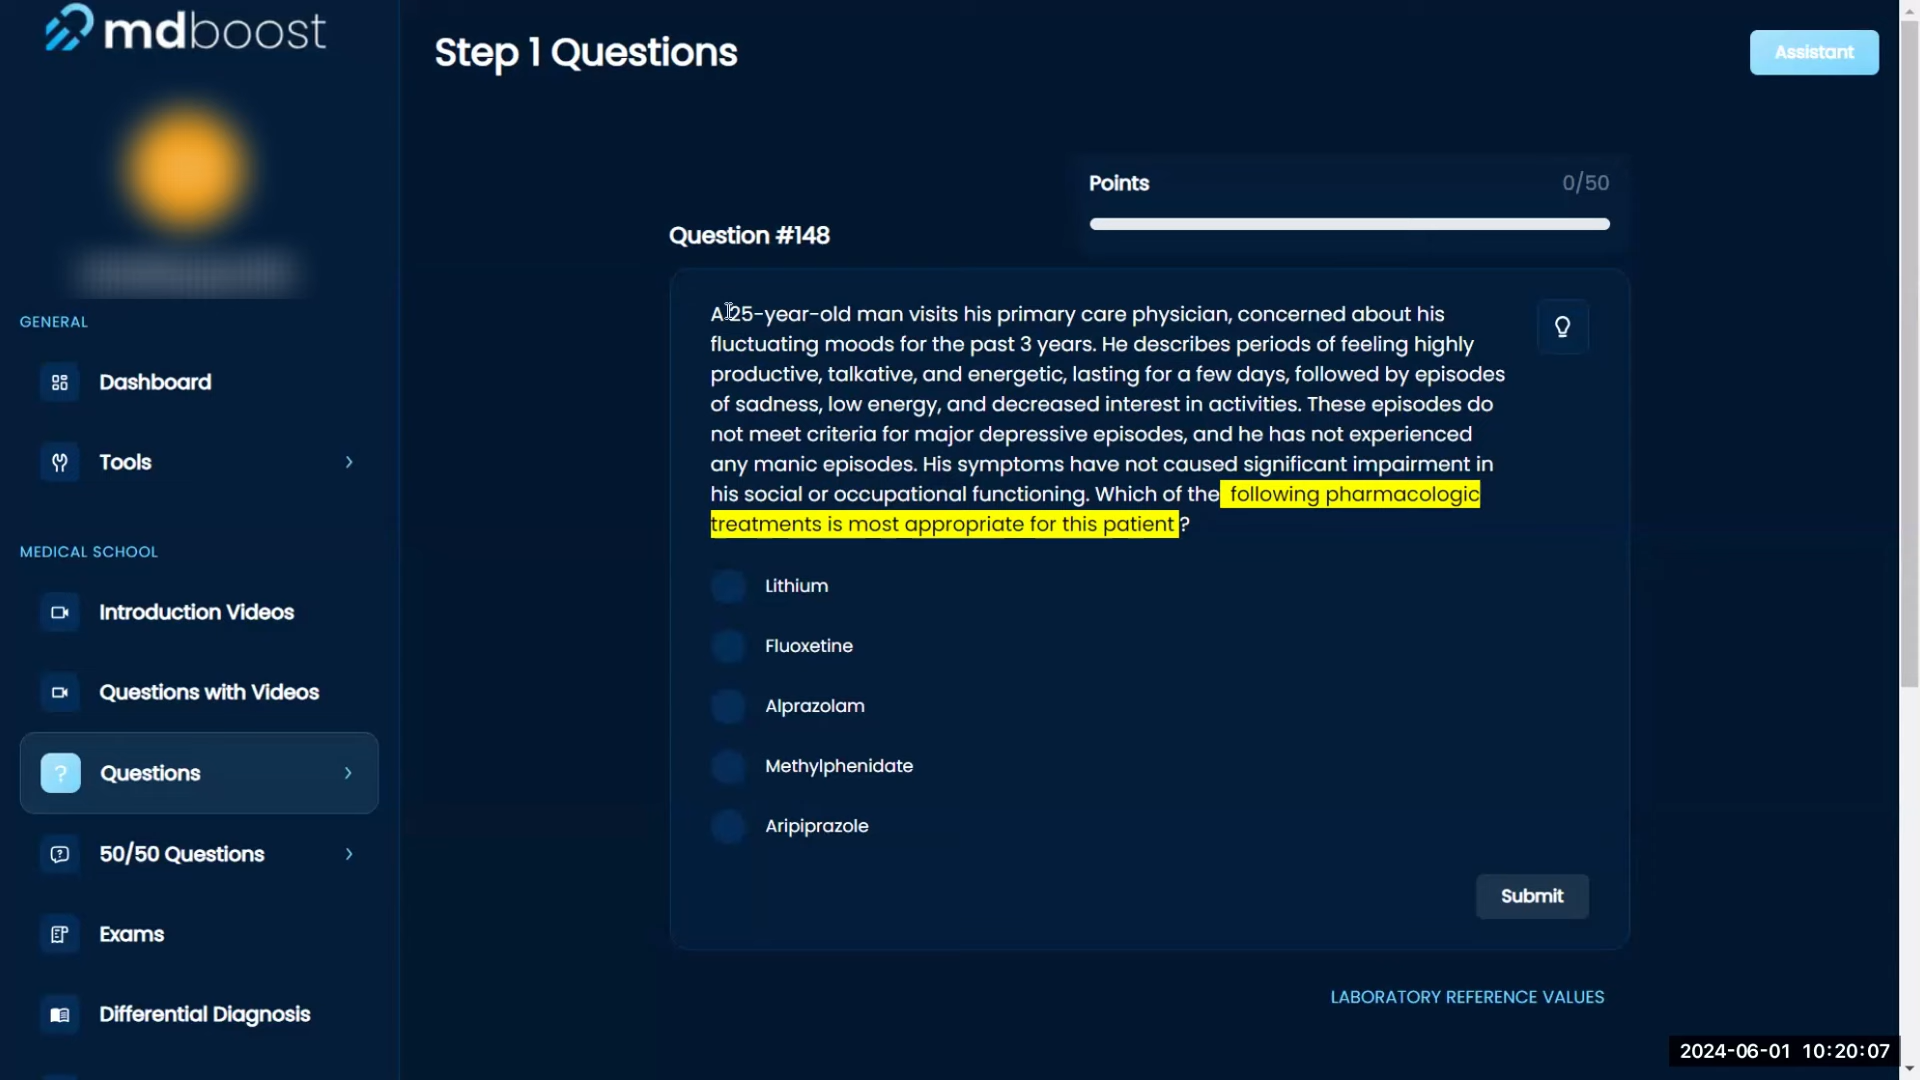 mdboost
Step 1 Questions
Assistant
Points
0/50
Question #148
A 25-year-old man visits his primary care physician, concerned about his
fluctuating moods for the past 3 years. He describes periods of feeling highly
productive, talkative, and energetic, lasting for a few days, followed by episodes
of sadness, low energy, and decreased interest in activities. These episodes do
not meet criteria for major depressive episodes, and he has not experienced
any manic episodes. His symptoms have not caused significant impairment in
his social or occupational functioning. Which of the following pharmacologic
treatments is most appropriate for this patient ?
Lithium
Fluoxetine
Alprazolam
Methylphenidate
Aripiprazole
Submit
LABORATORY REFERENCE VALUES
GENERAL
Dashboard
Tools
MEDICAL SCHOOL
Introduction Videos
Questions with Videos
? Questions
50/50 Questions
Exams
Differential Diagnosis
2024-06-01 10:20:07